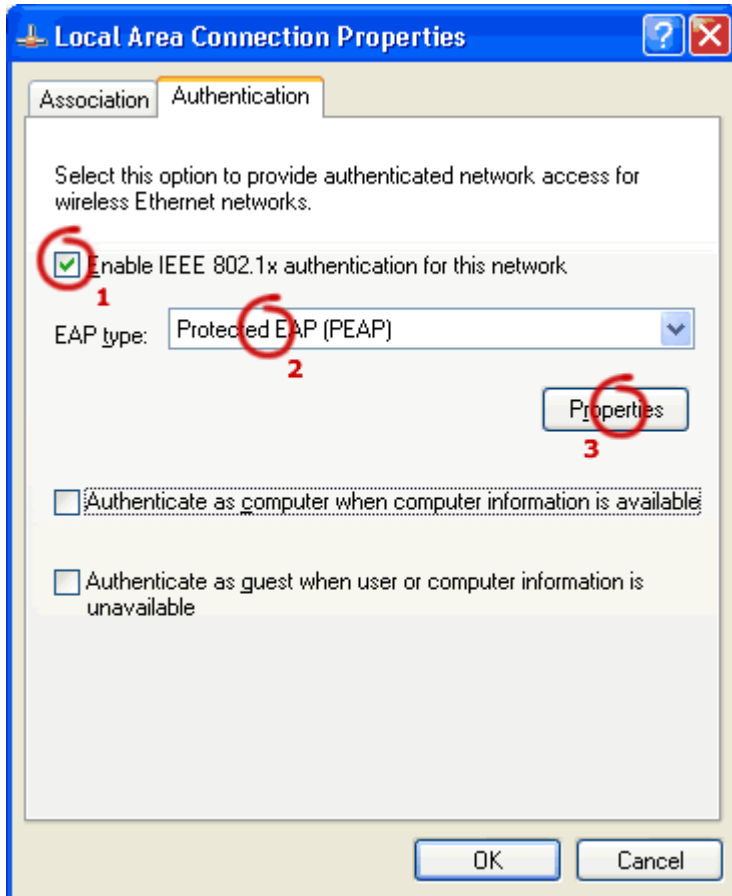 Local Area Connection Properties
Association
Authentication
Select this option to provide authenticated network access for
wireless Ethernet networks.
Enable IEEE 802.1x authentication for this network
1
EAP type:
Protected EAP (PEAP)
2
Properties
3
Authenticate as computer when computer information is available
Authenticate as guest when user or computer information is
unavailable
OK
Cancel